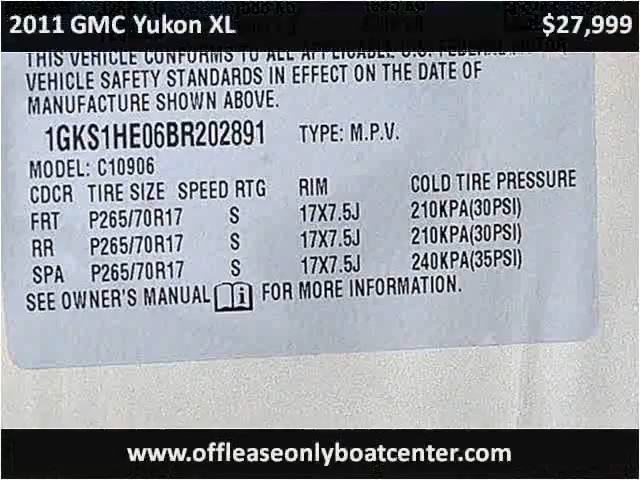 2011 GMC Yukon XL $27,999
THIS VEHICLE CONFORMS TO ALL APPLICABLE U.S. FEDERAL MOTOR
VEHICLE SAFETY STANDARDS IN EFFECT ON THE DATE OF
MANUFACTURE SHOWN ABOVE.
1GKS1HE06BR202891 TYPE: M.P.V.
MODEL: C10906
CDCR TIRE SIZE SPEED RTG RIM COLD TIRE PRESSURE
FRT P265/70R17 S 17X7.5J 210KPA(30PSI)
RR P265/70R17 S 17X7.5J 210KPA(30PSI)
SPA P265/70R17 S 17X7.5J 240KPA(35PSI)
SEE OWNER'S MANUAL FOR MORE INFORMATION.
www.offleaseonlyboatcenter.com